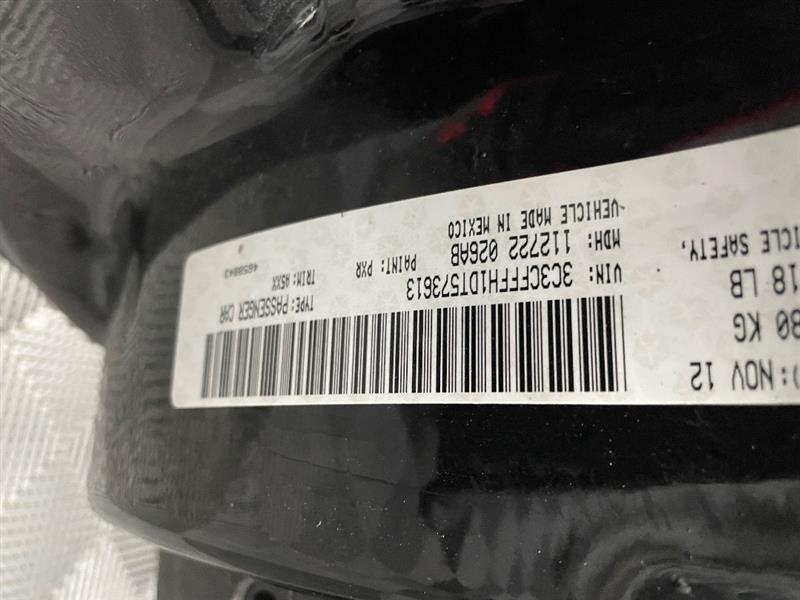 ): NOV 12
80 KG
18 LB
ICLE SAFETY,
VIN: 3C3CFFFH1DT573613
TYPE: PASSENGER CAR
MDH: 112722 026AB
PAINT: PXR
TRIM: A5XX
VEHICLE MADE IN MEXICO
4658843